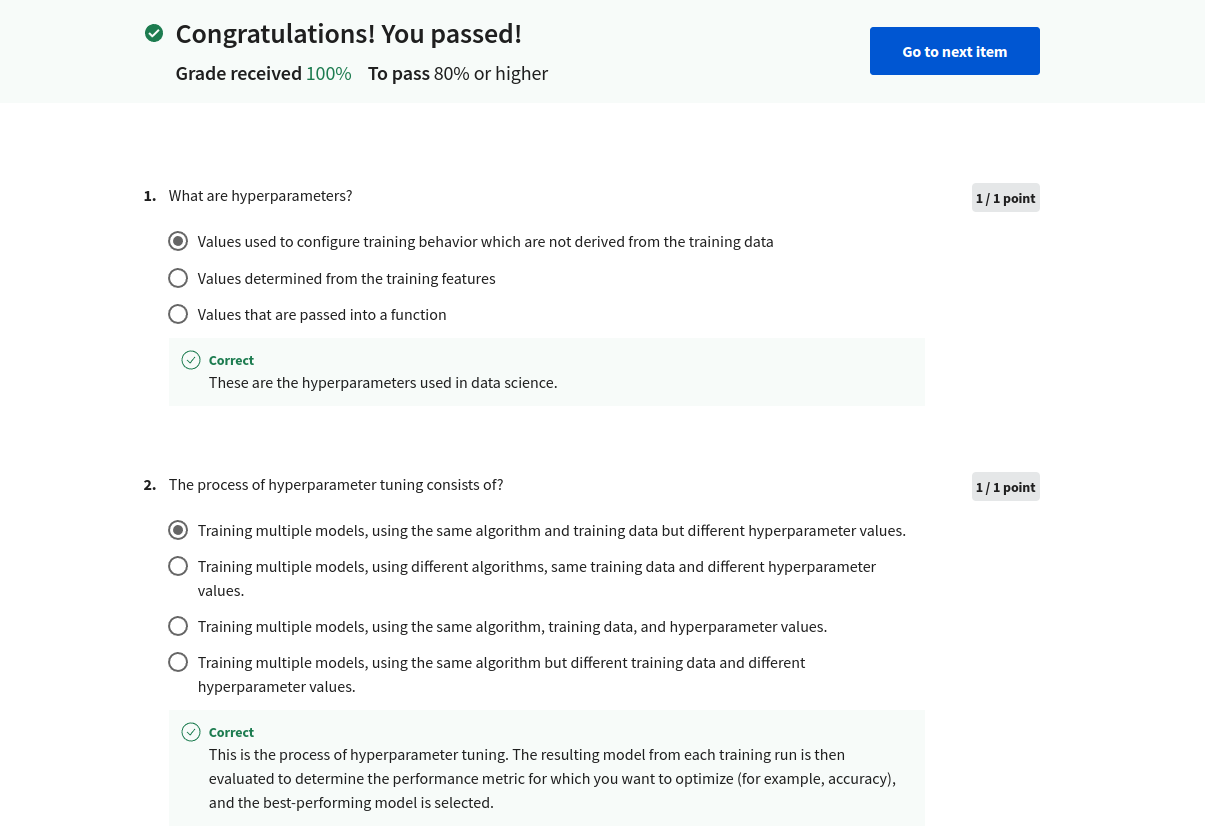 Congratulations! You passed!
Go to next item
Grade received 100% To pass 80% or higher
1. What are hyperparameters?
1 / 1 point
Values used to configure training behavior which are not derived from the training data
Values determined from the training features
Values that are passed into a function
Correct
These are the hyperparameters used in data science.
2. The process of hyperparameter tuning consists of?
1 / 1 point
Training multiple models, using the same algorithm and training data but different hyperparameter values.
Training multiple models, using different algorithms, same training data and different hyperparameter
values.
Training multiple models, using the same algorithm, training data, and hyperparameter values.
Training multiple models, using the same algorithm but different training data and different
hyperparameter values.
Correct
This is the process of hyperparameter tuning. The resulting model from each training run is then
evaluated to determine the performance metric for which you want to optimize (for example, accuracy),
and the best-performing model is selected.